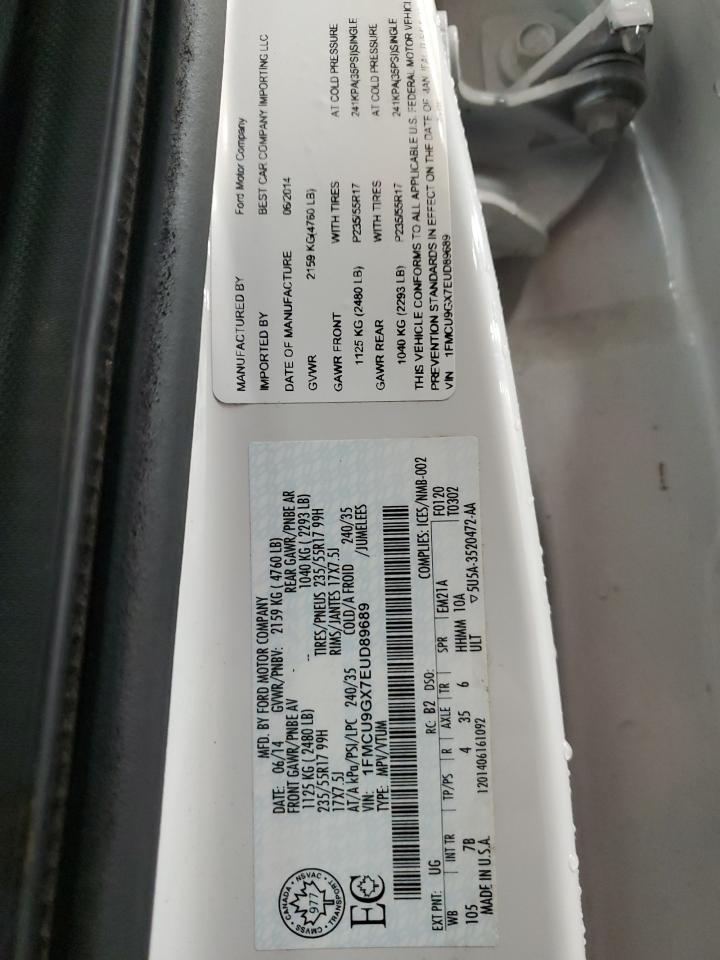 MANUFACTURED BY Ford Motor Company
IMPORTED BY BEST CAR COMPANY IMPORTING LLC
DATE OF MANUFACTURE 06/2014
GVWR 2159 KG(4760 LB)
GAWR FRONT WITH TIRES AT COLD PRESSURE
1125 KG (2480 LB) P235/55R17 241KPA(35PSI)SINGLE
GAWR REAR WITH TIRES AT COLD PRESSURE
1040 KG (2293 LB) P235/55R17 241KPA(35PSI)SINGLE
THIS VEHICLE CONFORMS TO ALL APPLICABLE U.S. FEDERAL MOTOR VEHICL
PREVENTION STANDARDS IN EFFECT ON THE DATE OF
VIN 1FMCU9GX7EUD89689
MFD. BY FORD MOTOR COMPANY
DATE: 06/14 GVWR/PNBV: 2159 KG ( 4760 LB)
FRONT GAWR/PNBE AV REAR GAWR/PNBE AR
1125 KG ( 2480 LB) 1040 KG ( 2293 LB)
235/55R17 99H TIRES/PNEUS 235/55R17 99H
17X7.5J RIMS/JANTES 17X7.5J
AT/A kPa/PSI/LPC 240/35 COLD/A FROID 240/35
VIN: 1FMCU9GX7EUD89689 /JUMELEES
TYPE: MPV/VTUM
CANADA NSVAC TRANSPORT CMVSS
977
EC
COMPLIES: ICES/NMB-002
EXT PNT: UG RC: B2 DSO: F0120
WB INT TR TP/PS R AXLE TR SPR EM21A T0302
105 7B 4 35 6 HHMM 10A
ULT ▽5U5A-3520472-AA
MADE IN U.S.A. 1201406161092